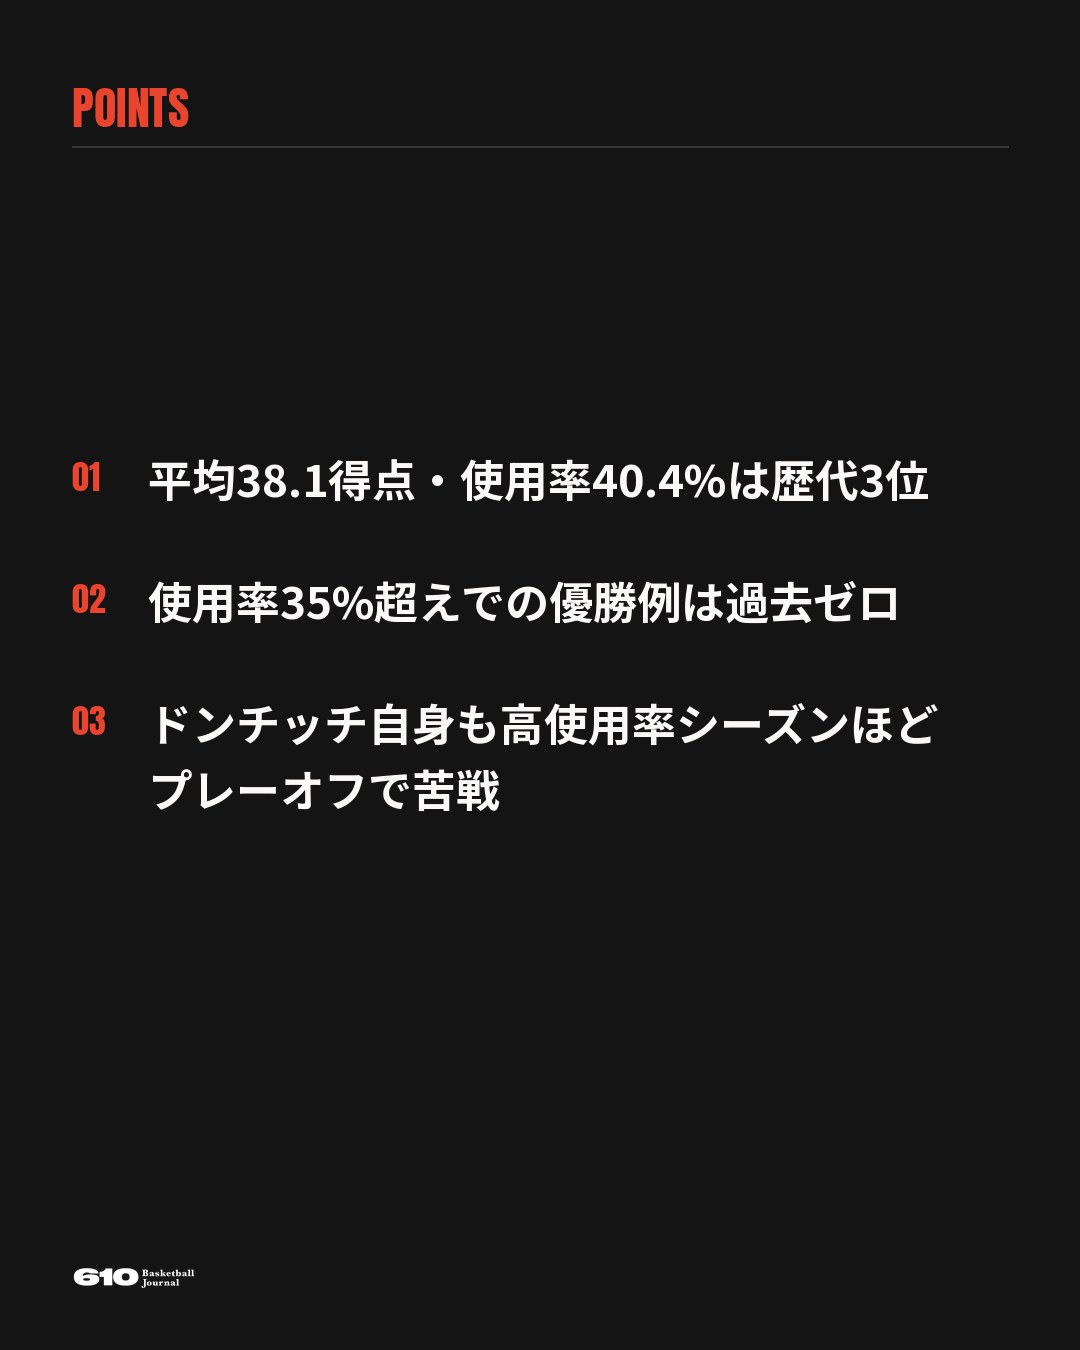 POINTS
01 平均38.1得点・使用率40.4%は歴代3位
02 使用率35%超えでの優勝例は過去ゼロ
03 ドンチッチ自身も高使用率シーズンほど
プレーオフで苦戦
610 Basketball
Journal